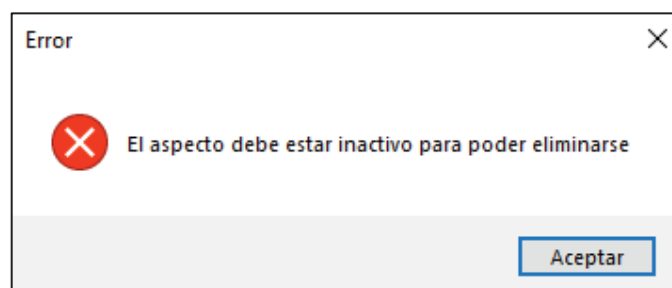 Error
El aspecto debe estar inactivo para poder eliminarse
Aceptar